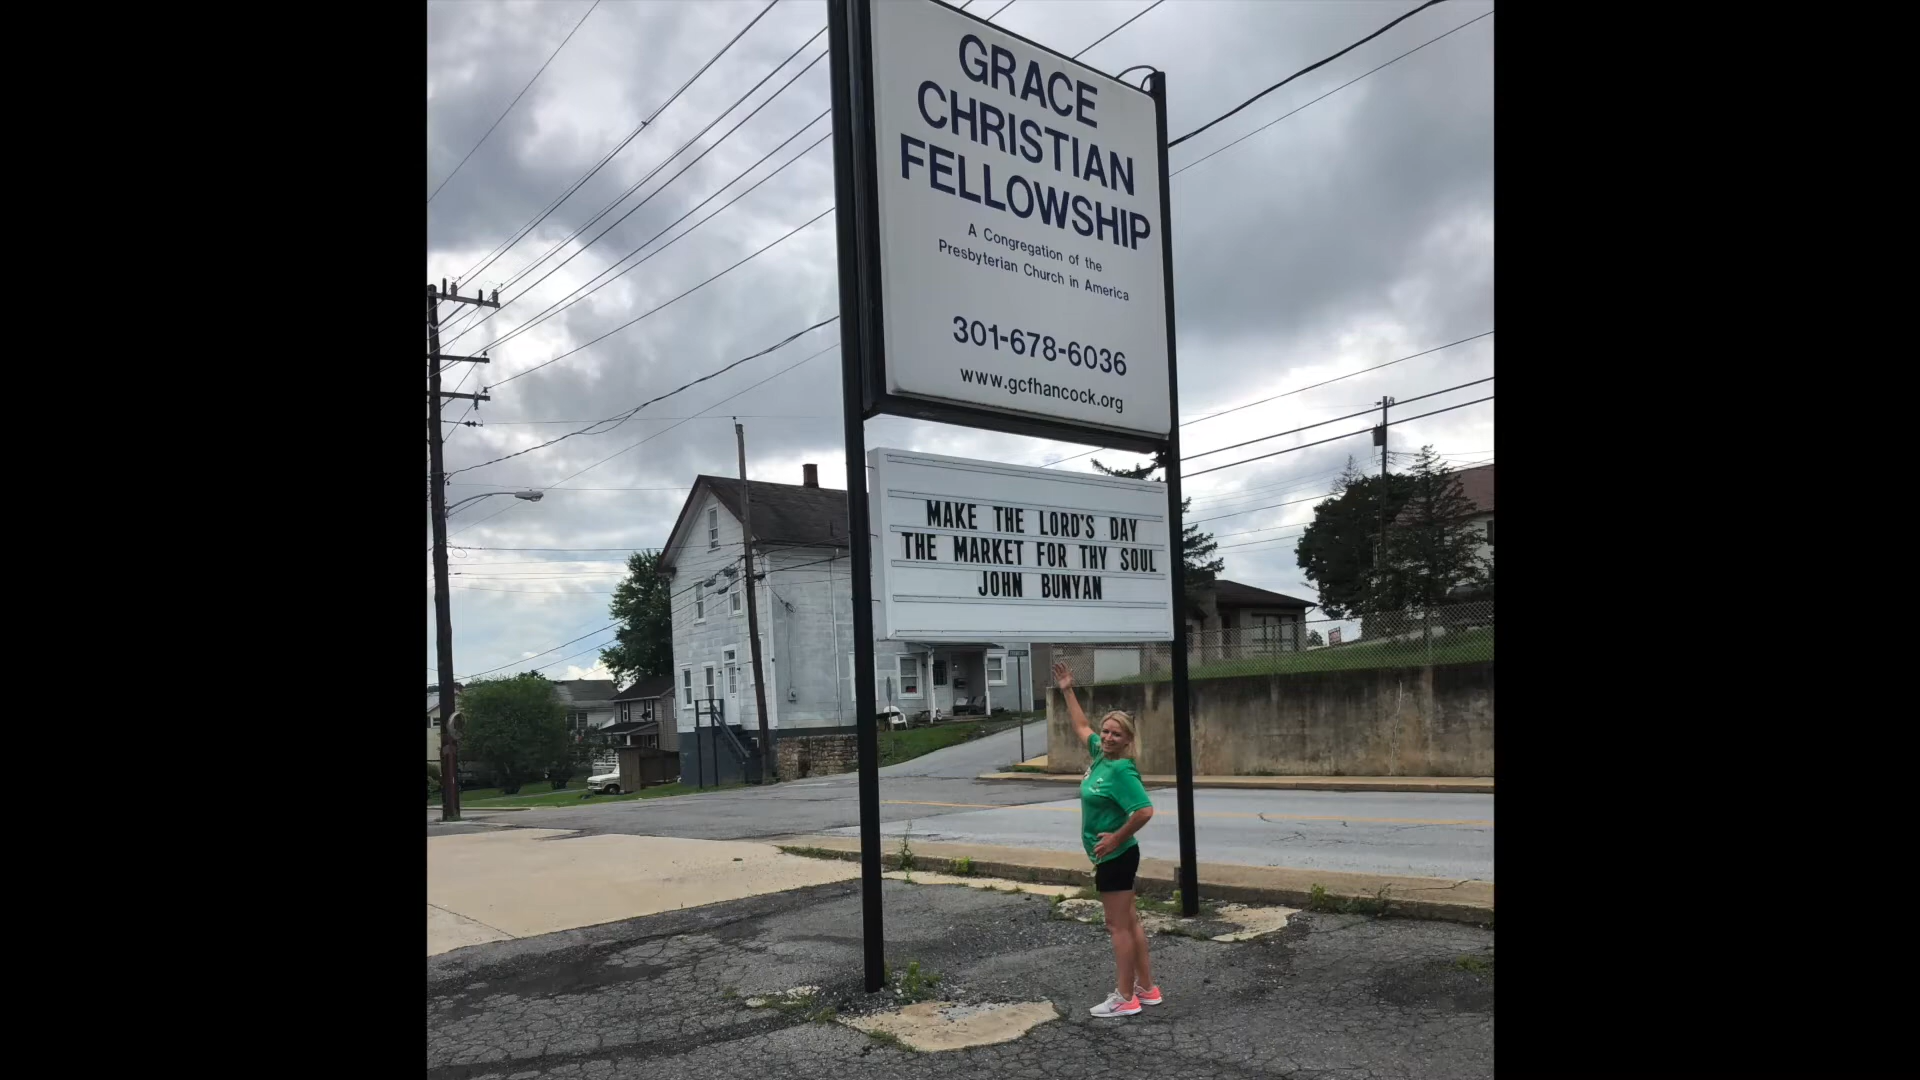 GRACE
CHRISTIAN
FELLOWSHIP
A Congregation of the
Presbyterian Church in America
301-678-6036
www.gcfhancock.org
MAKE THE LORD'S DAY
THE MARKET FOR THY SOUL
JOHN BUNYAN